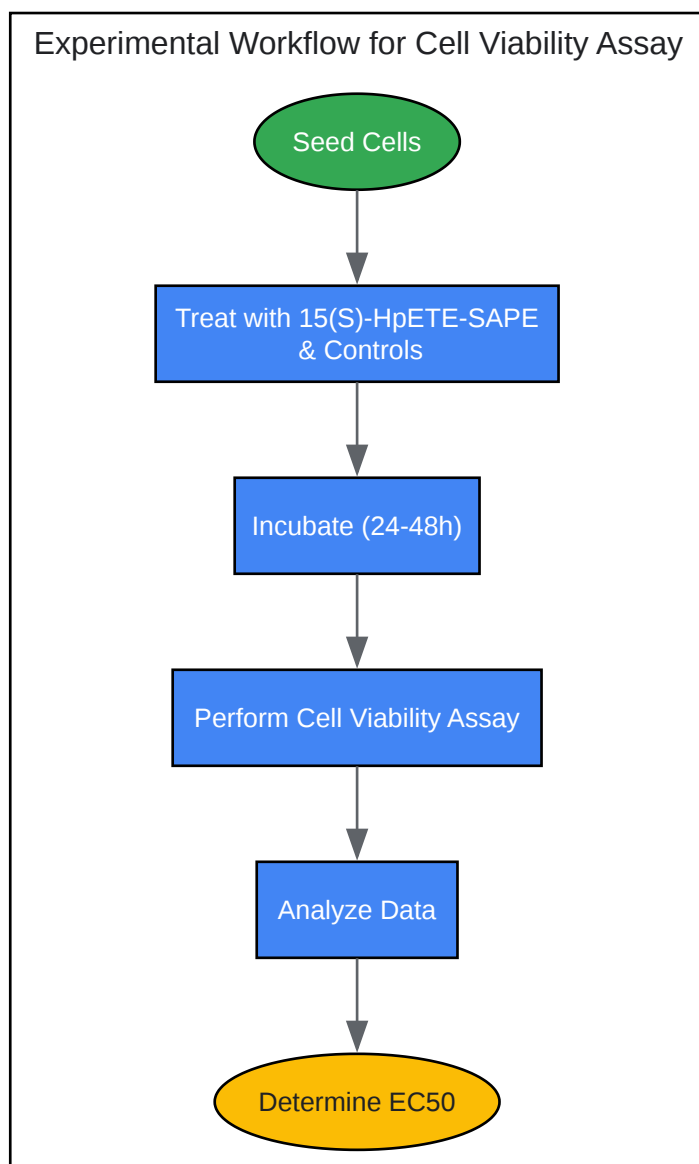 Experimental Workflow for Cell Viability Assay
Seed Cells
Treat with 15(S)-HpETE-SAPE
& Controls
Incubate (24-48h)
Perform Cell Viability Assay
Analyze Data
Determine EC50